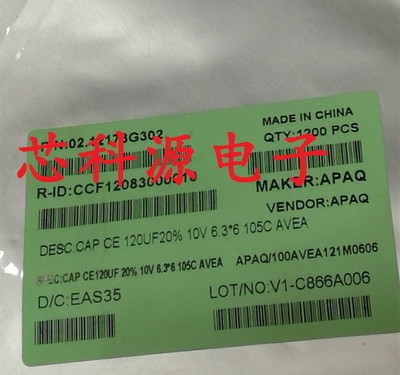 MADE IN CHINA
QTY:1200 PCS
芯科源电子
MAKER:APAQ
VENDOR: APAQ
DESC:CAP CE 120UF20% 10V 6.3*6 105C AVEA
CAP CE120UF 20% 10V 6.3*6 105C AVEA APAQ/100AVEA121M0606
D/C:EAS35
LOT/NO:V1-C866A006